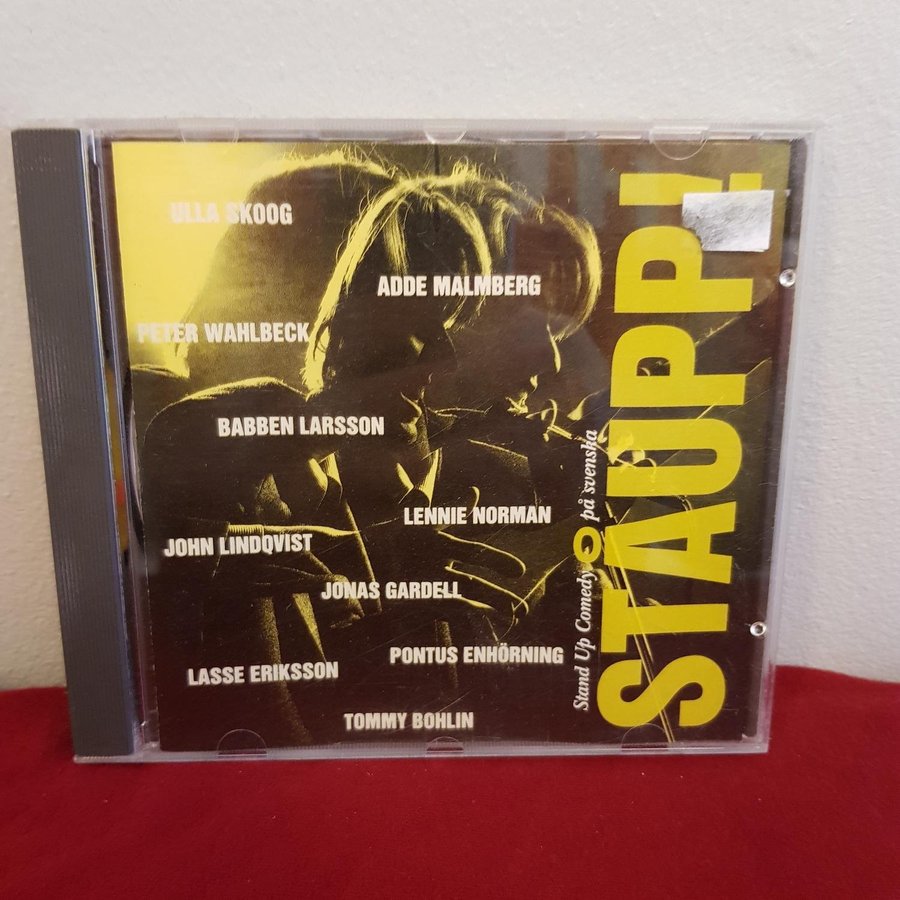 ULLA SKOOG
ADDE MALMBERG
PETER WAHLBECK
BABBEN LARSSON
LENNIE NORMAN
JOHN LINDQVIST
JONAS GARDELL
PONTUS ENHÖRNING
LASSE ERIKSSON
TOMMY BOHLIN
Stand Up Comedy på svenska
STÅUPP!